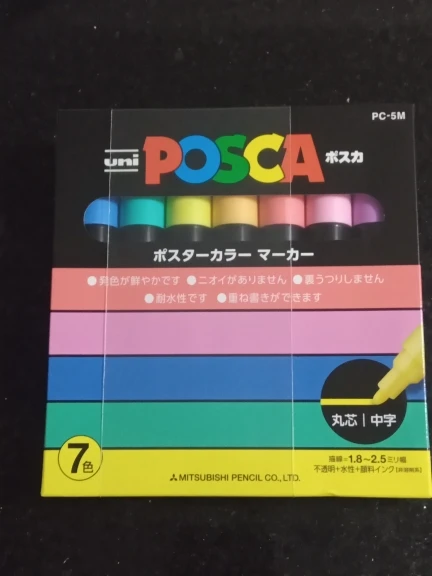 PC-5M
uni POSCA ポスカ
ポスターカラー マーカー
●発色が鮮やかです ●ニオイがありません ●裏うつりしません
●耐水性です ●重ね書きができます
丸芯|中字
7色
描線=1.8~2.5ミリ幅
不透明+水性+顔料インク
MITSUBISHI PENCIL CO., LTD.